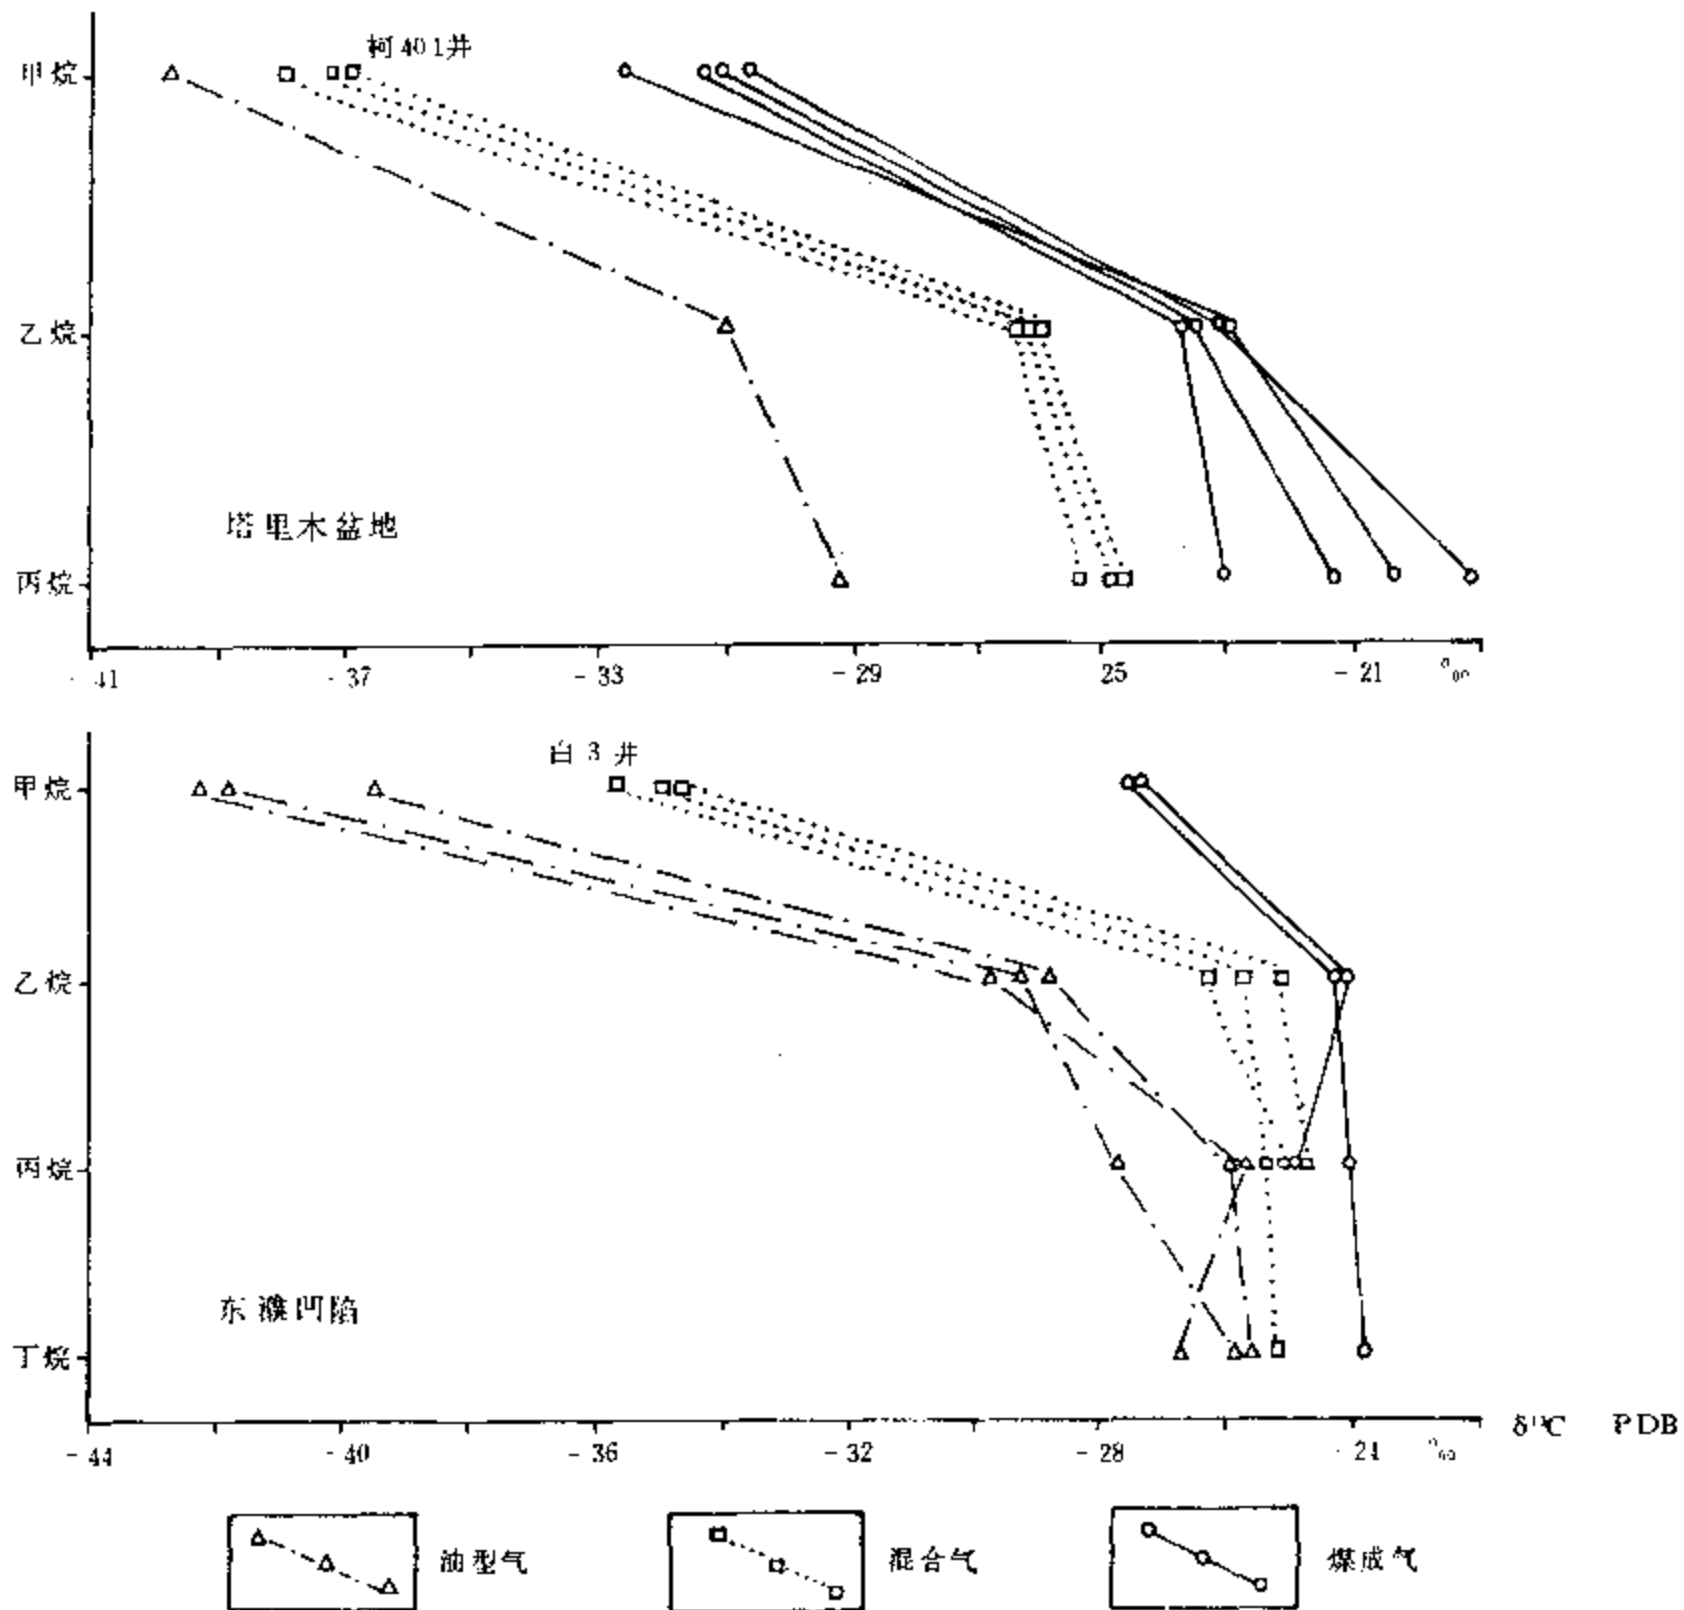 柯401井
甲烷
乙烷
塔里木盆地
丙烷
-41 -37 -33 -29 25 -21 ‰
白3井
甲烷
乙烷
丙烷
东濮凹陷
丁烷
-44 -40 -36 -32 -28 -24 ‰ δ¹³C PDB
油型气 混合气 煤成气